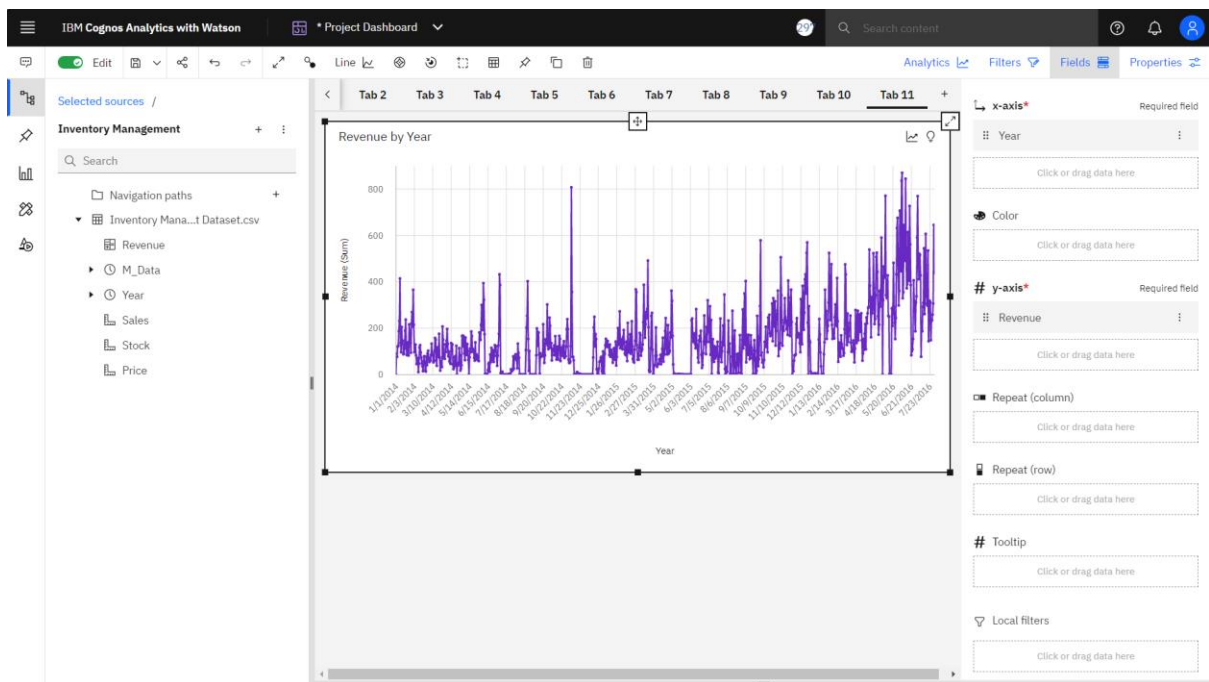 IBM Cognos Analytics with Watson
* Project Dashboard
29
Search content
Edit
Line
Analytics
Filters
Fields
Properties
Selected sources /
Inventory Management
Search
Navigation paths
Inventory Mana...t Dataset.csv
Revenue
M_Data
Year
Sales
Stock
Price
Tab 2 Tab 3 Tab 4 Tab 5 Tab 6 Tab 7 Tab 8 Tab 9 Tab 10 Tab 11
Revenue by Year
Revenue (Sum)
800
600
400
200
0
1/1/2014 2/3/2014 3/10/2014 4/12/2014 5/14/2014 6/15/2014 7/17/2014 8/18/2014 9/20/2014 10/22/2014 11/23/2014 12/25/2014 1/26/2015 2/27/2015 3/31/2015 5/2/2015 6/3/2015 7/5/2015 8/6/2015 9/7/2015 10/9/2015 11/10/2015 12/12/2015 1/13/2016 2/14/2016 3/17/2016 4/18/2016 5/20/2016 6/21/2016 7/23/2016
Year
x-axis* Required field
Year
Click or drag data here
Color
Click or drag data here
# y-axis* Required field
Revenue
Click or drag data here
Repeat (column)
Click or drag data here
Repeat (row)
Click or drag data here
# Tooltip
Click or drag data here
Local filters
Click or drag data here